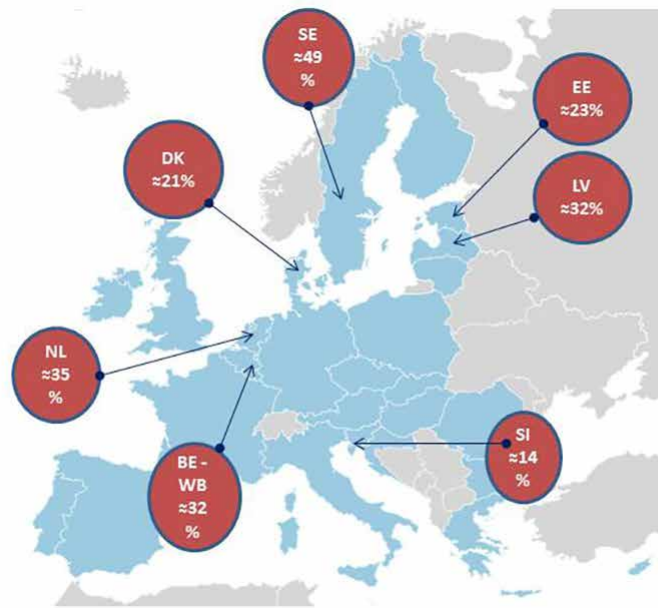 SE
≈49
%
EE
≈23%
DK
≈21%
LV
≈32%
NL
≈35
%
SI
≈14
%
BE -
WB
≈32
%